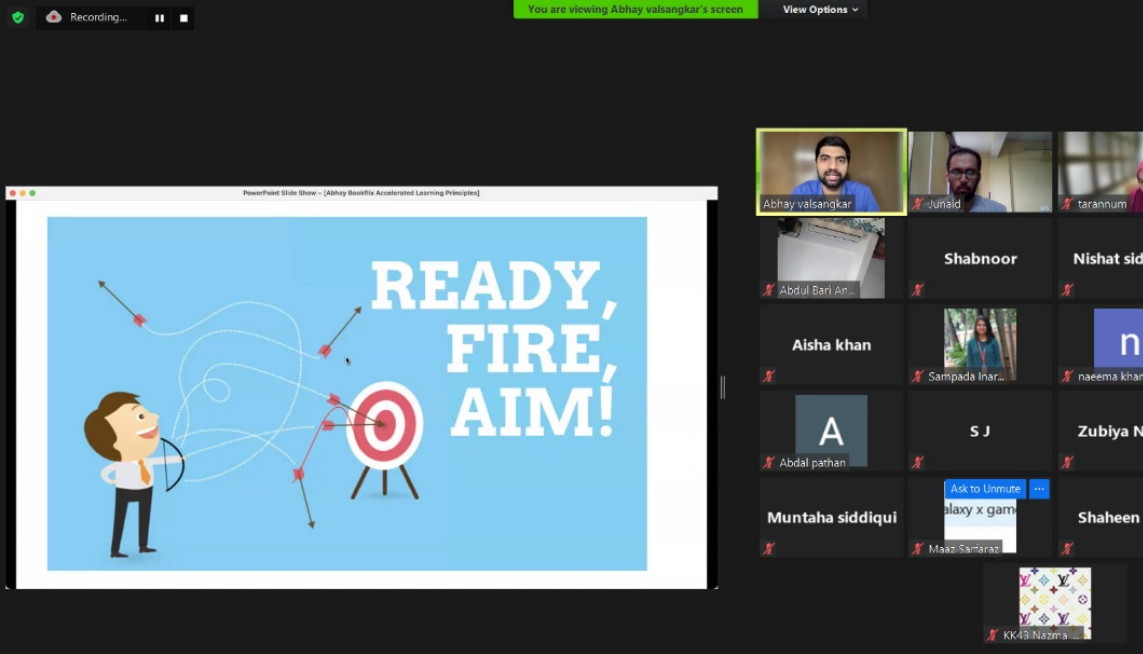 Recording...
You are viewing Abhay valsangkar's screen
View Options
PowerPoint Slide Show – [Abhay Bookflix Accelerated Learning Principles]
READY,
FIRE,
AIM!
Abhay valsangkar
Junaid
tarannum
Abdul Bari An...
Shabnoor
Nishat sid
Aisha khan
Sampada Inar...
n
naeema khan
A
Abdal pathan
S J
Zubiya N
Muntaha siddiqui
Ask to Unmute
...
alaxy x gam
Maaz Sarfaraz
Shaheen
KK43 Nazma ...